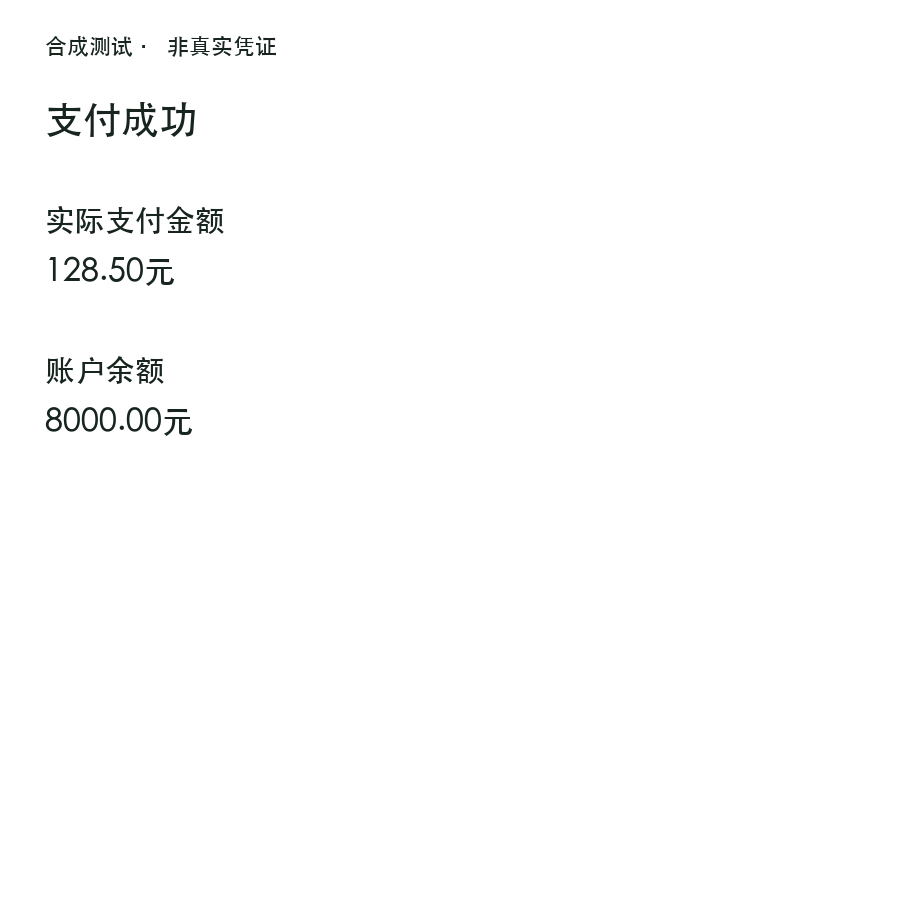 合成测试 · 非真实凭证
支付成功
实际支付金额
128.50元
账户余额
8000.00元